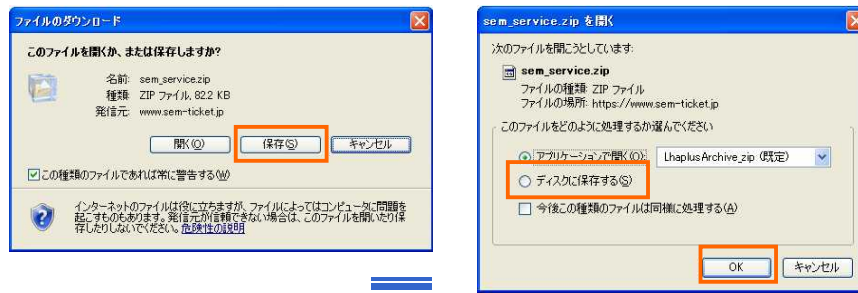 ファイルのダウンロード
このファイルを開くか、または保存しますか?
名前: sem_service.zip
種類: ZIP ファイル, 82.2 KB
発信元: www.sem-ticket.jp
開く(O)
保存(S)
キャンセル
この種類のファイルであれば常に警告する(W)
インターネットのファイルは役に立ちますが、ファイルによってはコンピュータに問題を
起こすものもあります。発信元が信頼できない場合は、このファイルを開いたり保
存したりしないでください。危険性の説明
sem_service.zip を開く
次のファイルを開こうとしています:
sem_service.zip
ファイルの種類: ZIP ファイル
ファイルの場所: https://www.sem-ticket.jp
このファイルをどのように処理するか選んでください
アプリケーションで開く(O):
LhaplusArchive_zip (既定)
ディスクに保存する(S)
今後この種類のファイルは同様に処理する(A)
OK
キャンセル